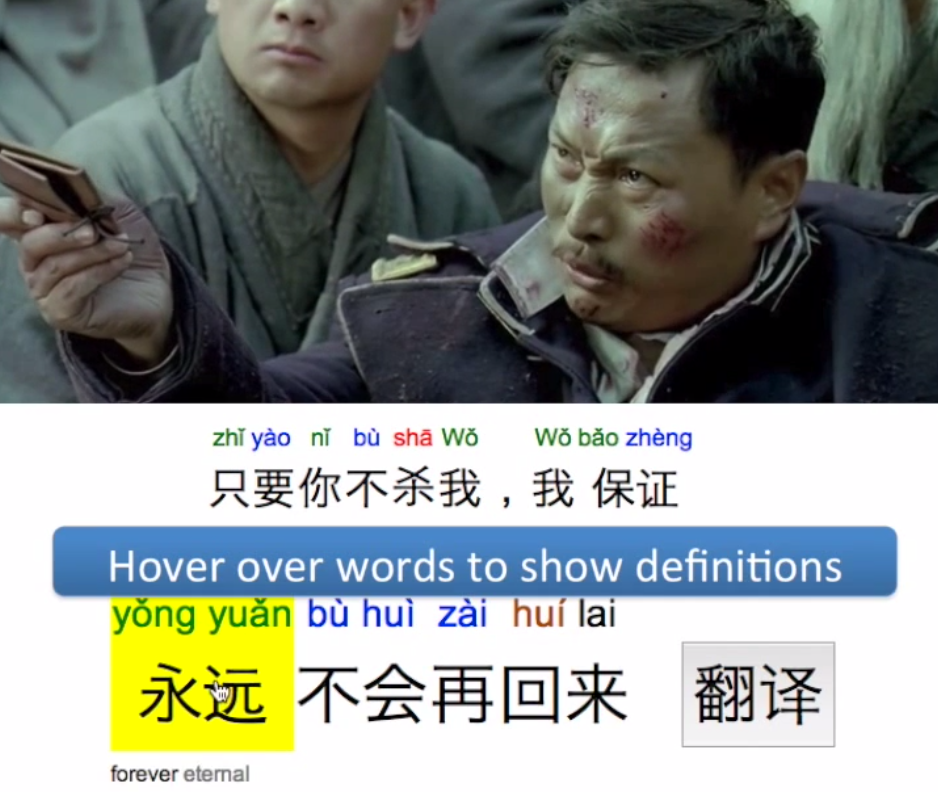 zhǐ yào nǐ bù shā Wǒ Wǒ bǎo zhèng
只要你不杀我，我 保证
Hover over words to show definitions
yǒng yuǎn bù huì zài huí lai
永远 不会再回来 翻译
forever eternal